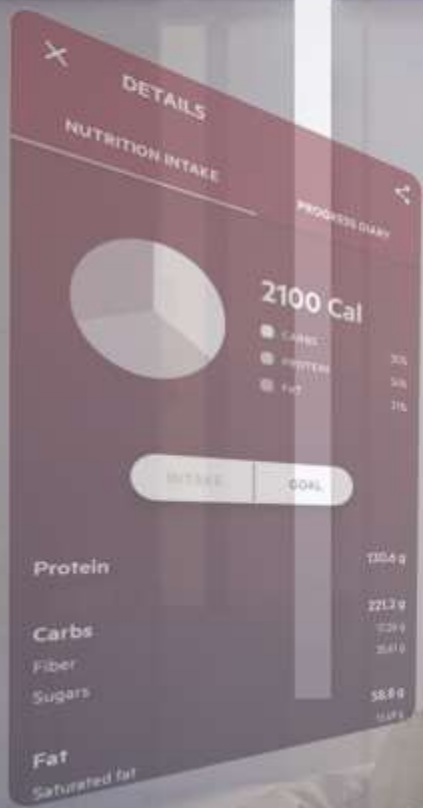 DETAILS
NUTRITION INTAKE
PROGRESS DIARY
2100 Cal
CARBS
PROTEIN
FAT
INTAKE
GOAL
Protein 130.6 g
Carbs 221.3 g
Fiber
Sugars
Fat 58.8 g
Saturated fat